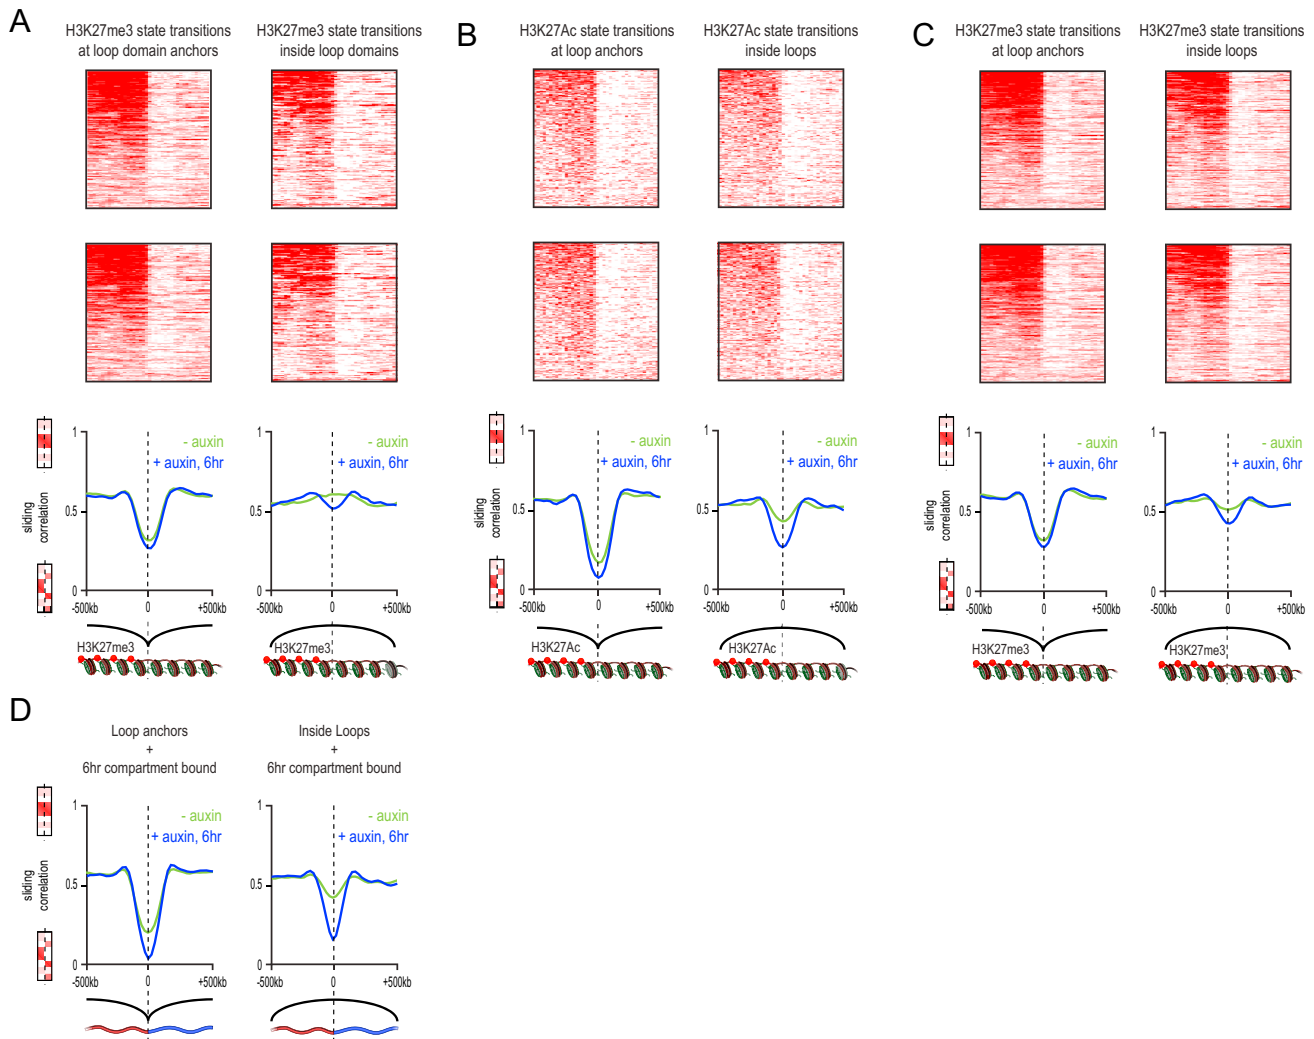 A
H3K27me3 state transitions
at loop domain anchors
H3K27me3 state transitions
inside loop domains
1
0.5
0
sliding
correlation
- auxin
+ auxin, 6hr
-500kb
0
+500kb
H3K27me3
1
0.5
0
- auxin
+ auxin, 6hr
-500kb
0
+500kb
H3K27me3
B
H3K27Ac state transitions
at loop anchors
H3K27Ac state transitions
inside loops
1
0.5
0
sliding
correlation
- auxin
+ auxin, 6hr
-500kb
0
+500kb
H3K27Ac
1
0.5
0
- auxin
+ auxin, 6hr
-500kb
0
+500kb
H3K27Ac
C
H3K27me3 state transitions
at loop anchors
H3K27me3 state transitions
inside loops
1
0.5
0
sliding
correlation
- auxin
+ auxin, 6hr
-500kb
0
+500kb
H3K27me3
1
0.5
0
- auxin
+ auxin, 6hr
-500kb
0
+500kb
H3K27me3
D
Loop anchors
+
6hr compartment bound
Inside Loops
+
6hr compartment bound
1
0.5
0
sliding
correlation
- auxin
+ auxin, 6hr
-500kb
0
+500kb
1
0.5
0
- auxin
+ auxin, 6hr
-500kb
0
+500kb